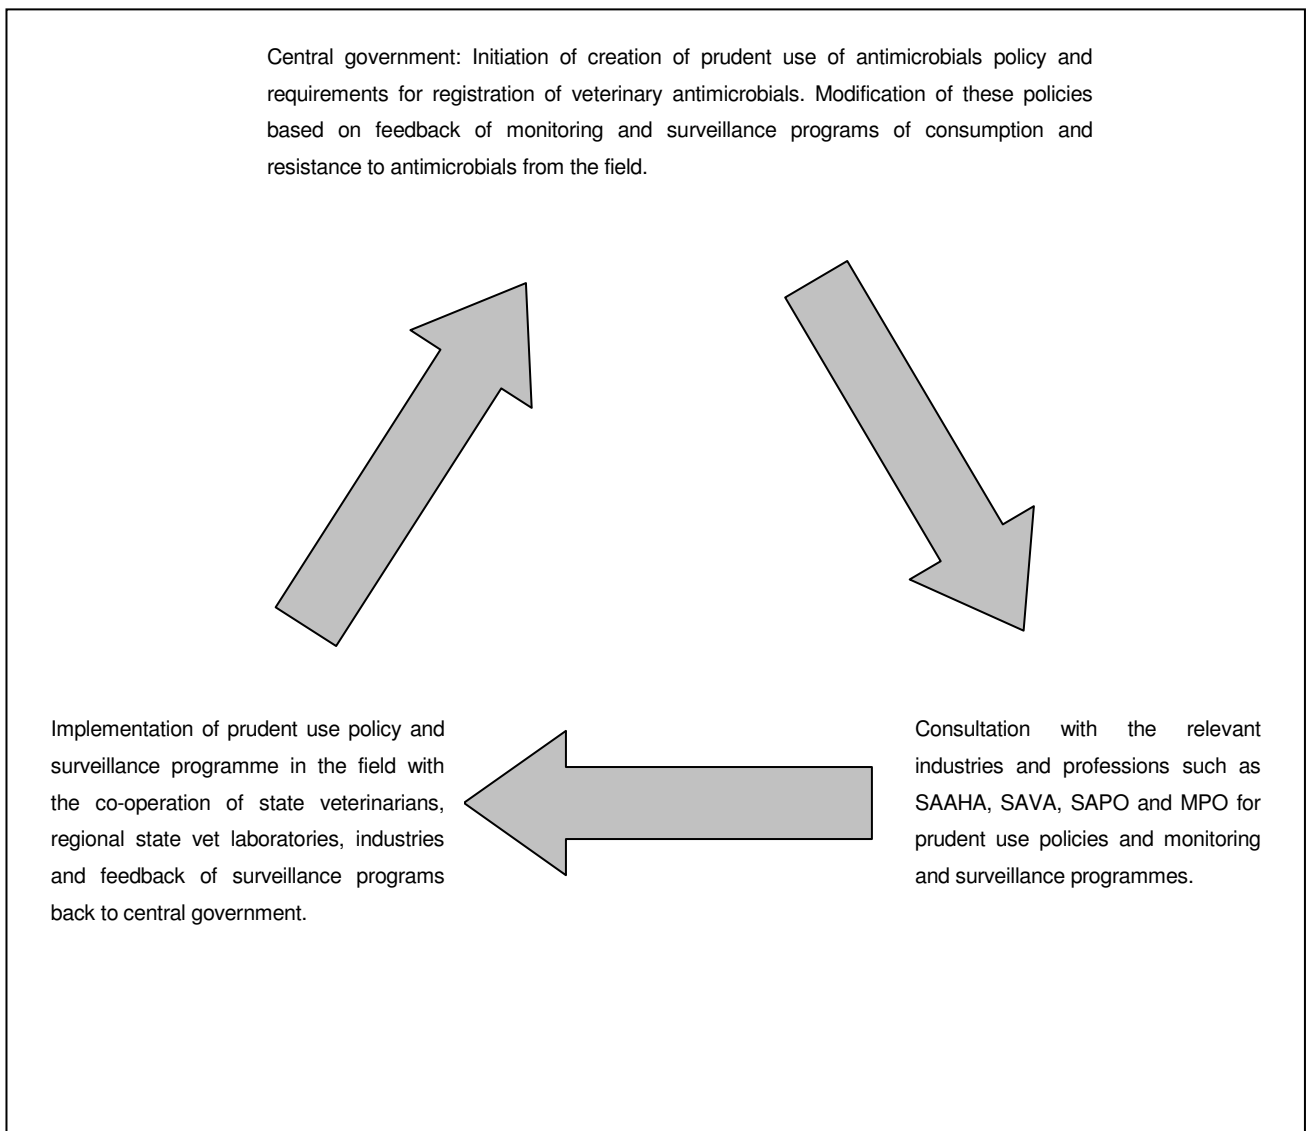 Central government: Initiation of creation of prudent use of antimicrobials policy and
requirements for registration of veterinary antimicrobials. Modification of these policies
based on feedback of monitoring and surveillance programs of consumption and
resistance to antimicrobials from the field.
Implementation of prudent use policy and
surveillance programme in the field with
the co-operation of state veterinarians,
regional state vet laboratories, industries
and feedback of surveillance programs
back to central government.
Consultation with the relevant
industries and professions such as
SAAHA, SAVA, SAPO and MPO for
prudent use policies and monitoring
and surveillance programmes.